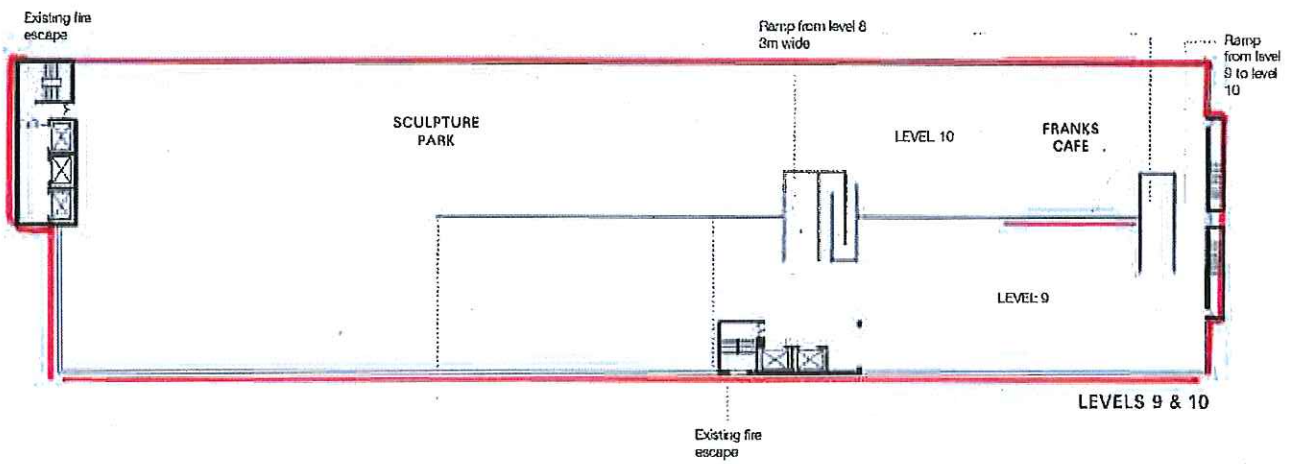 Existing fire
escape
Ramp from level 8
3m wide
Ramp
from level
9 to level
10
SCULPTURE
PARK
LEVEL 10
FRANKS
CAFE
LEVEL 9
LEVELS 9 & 10
Existing fire
escape